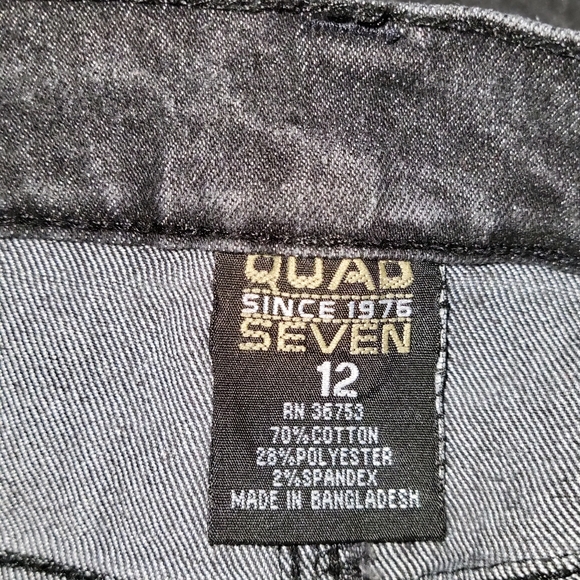 QUAD
SINCE 1976
SEVEN
12
RN 36753
70%COTTON
28%POLYESTER
2%SPANDEX
MADE IN BANGLADESH